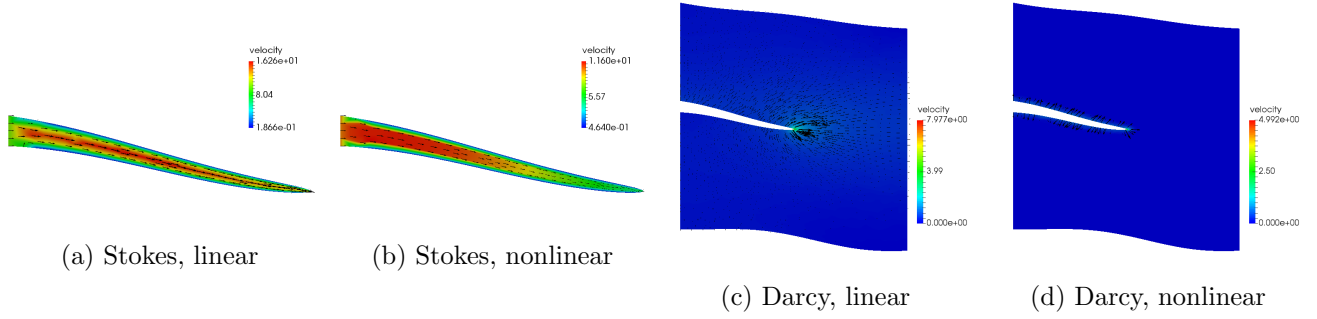 velocity
1.626e+01
8.04
1.866e-01
(a) Stokes, linear
velocity
1.160e+01
5.57
4.640e-01
(b) Stokes, nonlinear
velocity
7.977e+00
3.99
0.000e+00
(c) Darcy, linear
velocity
4.992e+00
2.50
0.000e+00
(d) Darcy, nonlinear